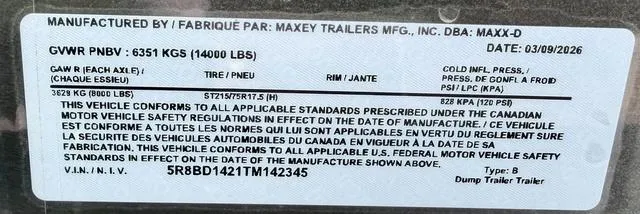 MANUFACTURED BY / FABRIQUÉ PAR: MAXEY TRAILERS MFG., INC. DBA: MAXX-D
GVWR PNBV : 6351 KGS (14000 LBS) DATE: 03/09/2026
GAW R (EACH AXLE) / (CHAQUE ESSIEU) TIRE / PNEU RIM / JANTE COLD INFL. PRESS. / PRESS. DE GONFL A FROID PSI / LPC (KPA)
3629 KG (8000 LBS) ST215/75R17.5 (H) 828 KPA (120 PSI)
THIS VEHICLE CONFORMS TO ALL APPLICABLE STANDARDS PRESCRIBED UNDER THE CANADIAN
MOTOR VEHICLE SAFETY REGULATIONS IN EFFECT ON THE DATE OF MANUFACTURE. / CE VEHICULE
EST CONFORME A TOUTES LES NORMES QUI LUI SONT APPLICABLES EN VERTU DU REGLEMENT SURE
LA SECURITE DES VEHICULES AUTOMOBILES DU CANADA EN VIGUEUR À LA DATE DE SA
FABRICATION. THIS VEHICLE CONFORMS TO ALL APPLICABLE U.S. FEDERAL MOTOR VEHICLE SAFETY
STANDARDS IN EFFECT ON THE DATE OF THE MANUFACTURE SHOWN ABOVE.
V.I.N. / N.I.V. 5R8BD1421TM142345 Type: B
Dump Trailer Trailer